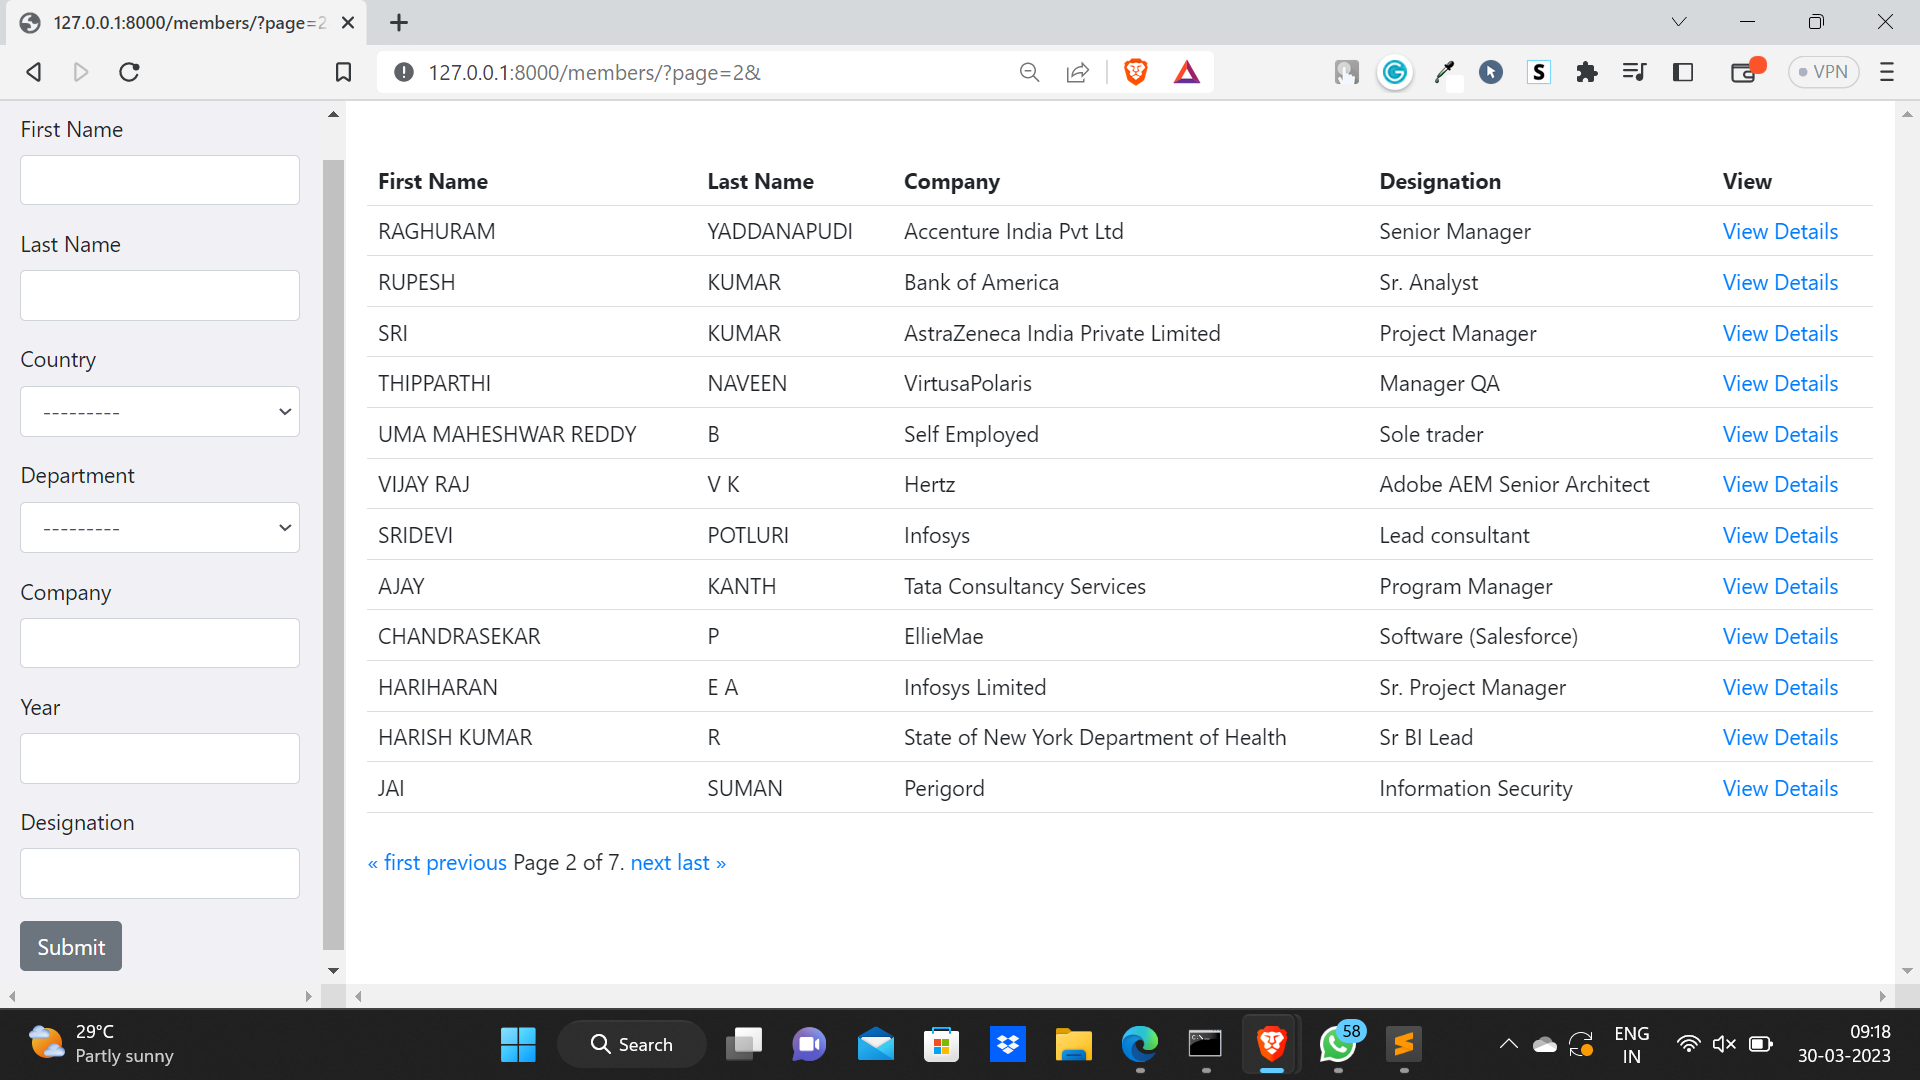 127.0.0.1:8000/members/?page=2
127.0.0.1:8000/members/?page=2&
VPN
First Name
Last Name
Country
---------
Department
---------
Company
Year
Designation
Submit
First Name Last Name Company Designation View
RAGHURAM YADDANAPUDI Accenture India Pvt Ltd Senior Manager View Details
RUPESH KUMAR Bank of America Sr. Analyst View Details
SRI KUMAR AstraZeneca India Private Limited Project Manager View Details
THIPPARTHI NAVEEN VirtusaPolaris Manager QA View Details
UMA MAHESHWAR REDDY B Self Employed Sole trader View Details
VIJAY RAJ V K Hertz Adobe AEM Senior Architect View Details
SRIDEVI POTLURI Infosys Lead consultant View Details
AJAY KANTH Tata Consultancy Services Program Manager View Details
CHANDRASEKAR P EllieMae Software (Salesforce) View Details
HARIHARAN E A Infosys Limited Sr. Project Manager View Details
HARISH KUMAR R State of New York Department of Health Sr BI Lead View Details
JAI SUMAN Perigord Information Security View Details
« first previous Page 2 of 7. next last »
29°C
Partly sunny
Search
58
ENG
IN
09:18
30-03-2023